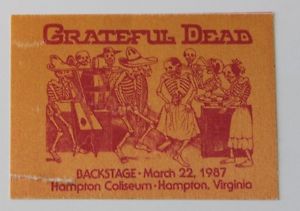 GRATEFUL DEAD
BACKSTAGE · March 22, 1987
Hampton Coliseum · Hampton, Virginia